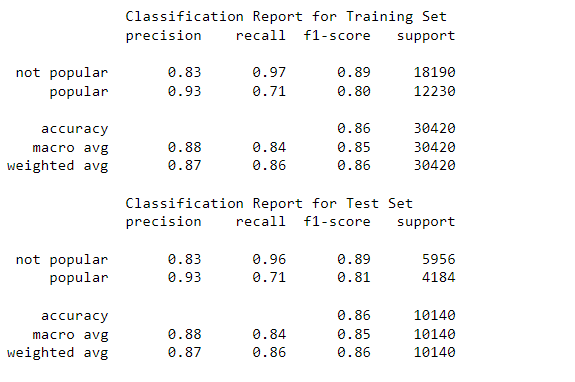 Classification Report for Training Set
precision recall f1-score support
not popular 0.83 0.97 0.89 18190
popular 0.93 0.71 0.80 12230
accuracy 0.86 30420
macro avg 0.88 0.84 0.85 30420
weighted avg 0.87 0.86 0.86 30420
Classification Report for Test Set
precision recall f1-score support
not popular 0.83 0.96 0.89 5956
popular 0.93 0.71 0.81 4184
accuracy 0.86 10140
macro avg 0.88 0.84 0.85 10140
weighted avg 0.87 0.86 0.86 10140